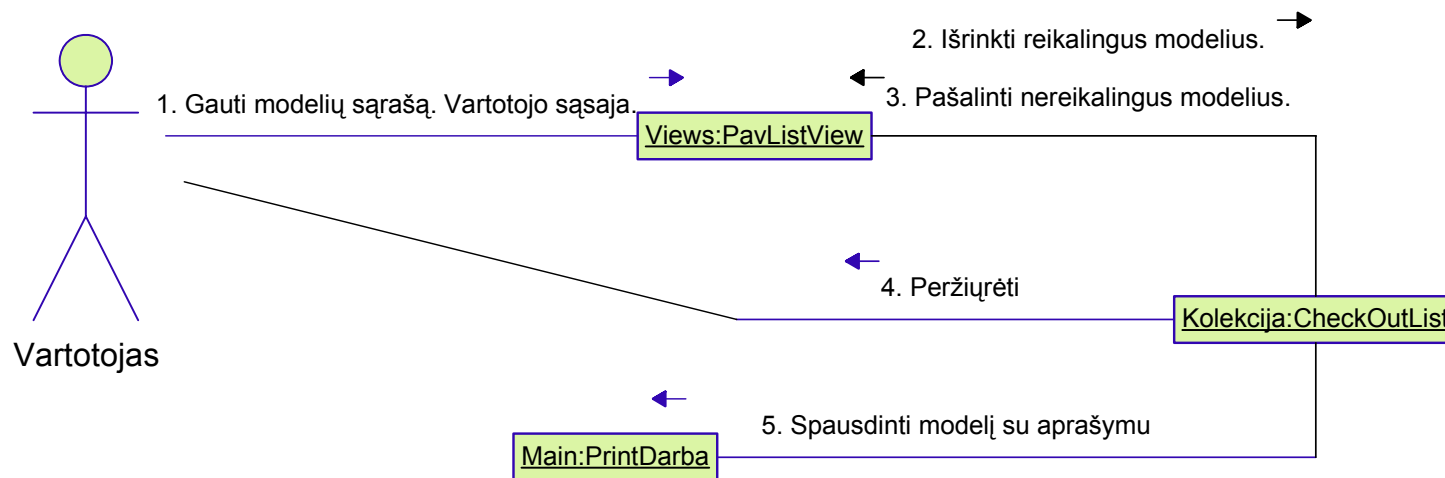 2. Išrinkti reikalingus modelius.
1. Gauti modelių sąrašą. Vartotojo sąsaja.
3. Pašalinti nereikalingus modelius.
Views:PavListView
4. Peržiųrėti
Kolekcija:CheckOutList
Vartotojas
5. Spausdinti modelį su aprašymu
Main:PrintDarba